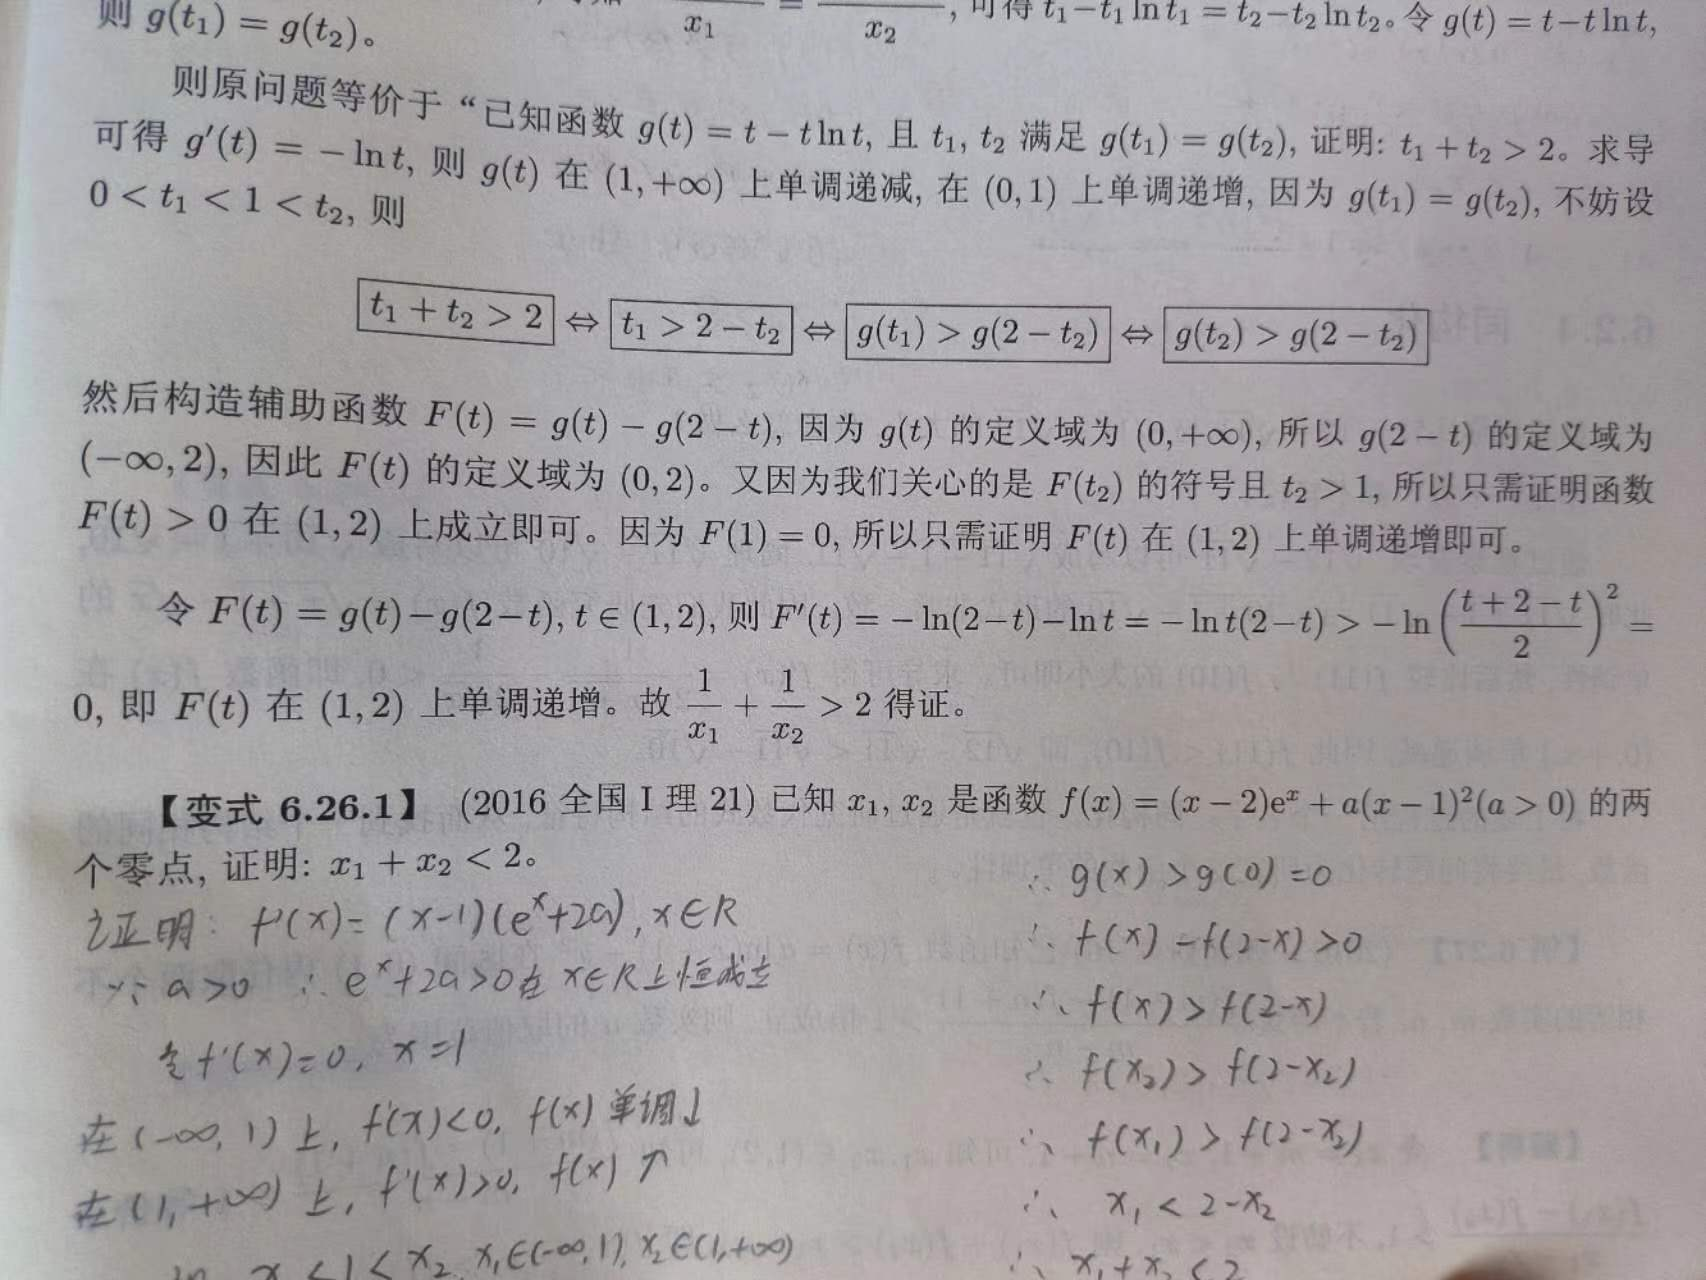 则 g(t₁) = g(t₂)。
x₁ = x₂, 可得 t₁−t₁ ln t₁ = t₂−t₂ ln t₂。令 g(t) = t−t ln t,
则原问题等价于“已知函数 g(t) = t − t ln t, 且 t₁, t₂ 满足 g(t₁) = g(t₂), 证明: t₁ + t₂ > 2。求导
可得 g′(t) = − ln t, 则 g(t) 在 (1, +∞) 上单调递减, 在 (0, 1) 上单调递增, 因为 g(t₁) = g(t₂), 不妨设
0 < t₁ < 1 < t₂, 则
t₁ + t₂ > 2 ⇔ t₁ > 2 − t₂ ⇔ g(t₁) > g(2 − t₂) ⇔ g(t₂) > g(2 − t₂)
然后构造辅助函数 F(t) = g(t) − g(2 − t), 因为 g(t) 的定义域为 (0, +∞), 所以 g(2 − t) 的定义域为
(−∞, 2), 因此 F(t) 的定义域为 (0, 2)。又因为我们关心的是 F(t₂) 的符号且 t₂ > 1, 所以只需证明函数
F(t) > 0 在 (1, 2) 上成立即可。因为 F(1) = 0, 所以只需证明 F(t) 在 (1, 2) 上单调递增即可。
令 F(t) = g(t)−g(2−t), t ∈ (1, 2), 则 F′(t) = − ln(2−t)−ln t = − ln t(2−t) > − ln ((t + 2 − t)/2)² =
0, 即 F(t) 在 (1, 2) 上单调递增。故 1/x₁ + 1/x₂ > 2 得证。
【变式 6.26.1】 (2016 全国 I 理 21) 已知 x₁, x₂ 是函数 f(x) = (x − 2)eˣ + a(x − 1)²(a > 0) 的两
个零点, 证明: x₁ + x₂ < 2。
证明: f′(x)= (x−1)(eˣ+2a), x∈R
∵ a>0 ∴ eˣ+2a>0在 x∈R上恒成立
令 f′(x)=0, x=1
在 (−∞, 1) 上, f′(x)<0, f(x) 单调↓
在 (1, +∞) 上, f′(x)>0, f(x) ↑
x₁<1<x₂, x₁∈(−∞,1), x₂∈(1,+∞)
∴ g(x) >g(0) =0
∴ f(x) −f(2−x) >0
∴ f(x) > f(2−x)
∴ f(x₂) > f(2−x₂)
∴ f(x₁) > f(2−x₂)
∴ x₁ < 2−x₂
∴ x₁+x₂<2